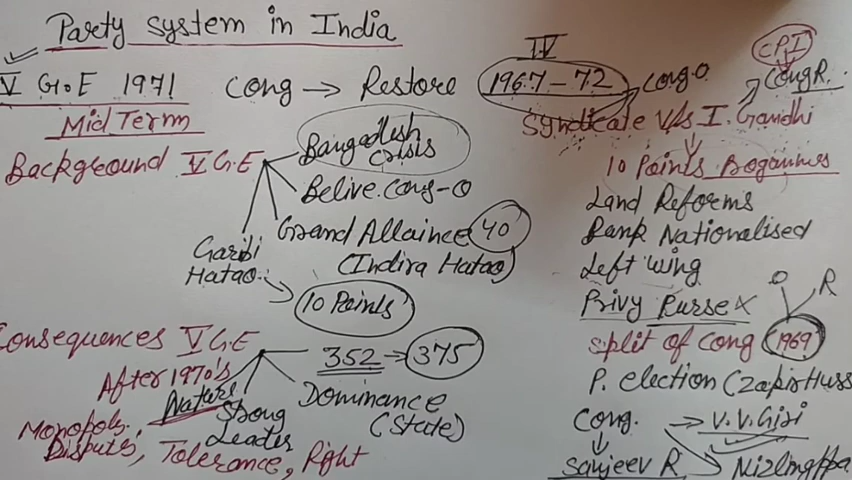 Party system in India
V G.E 1971
Mid Term
Cong → Restore
IV
1967-72
Cong.O
CPI
Cong R.
Syndicate V/s I. Gandhi
Background V G.E
Bangadesh
Crisis
Belive. Cong-O
Grand Allaince 40
(Indira Hatao)
Garibi
Hatao
10 Points
10 Points
Land Reforms
Bank Nationalised
Left wing
Privy Purse ×
O R
Split of Cong 1969
P. election (Zakir Huss
Cong. → V.V. Giri
Sanjeev R
Consequences V G.E
352 → 375
Dominance
(State)
Strong
Leader
Nature
After 1970's
Monopoly.
Disputes, Tolerance, Right